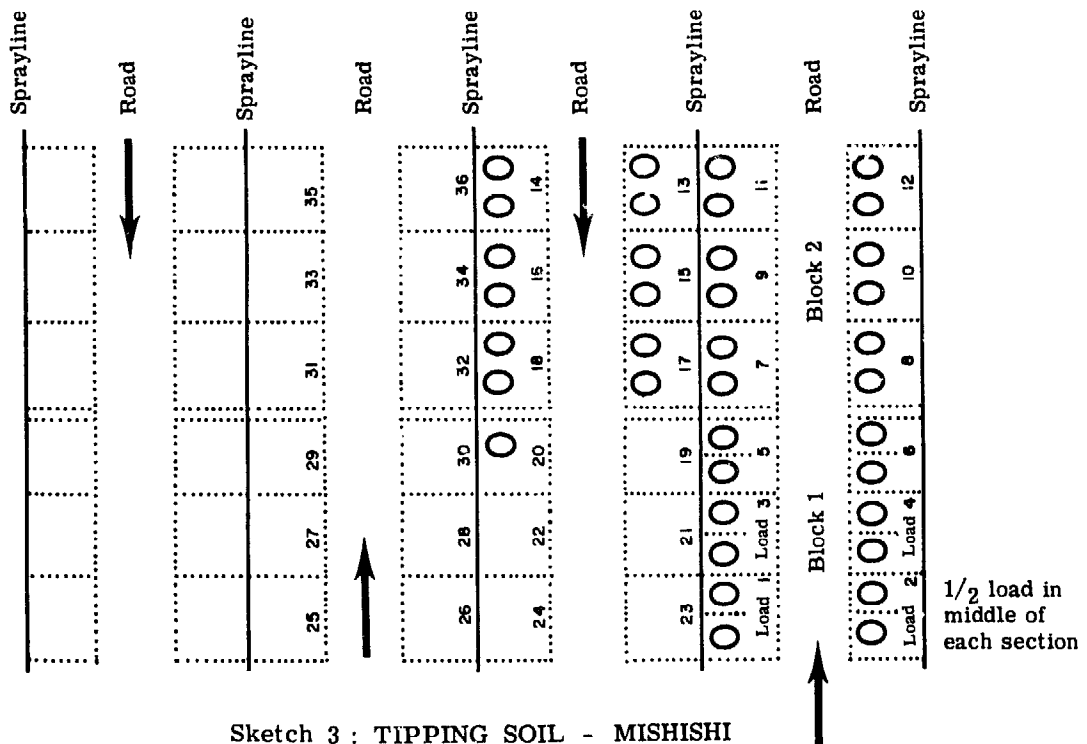 Sprayline
Road
Sprayline
Road
Sprayline
Road
Sprayline
Road
Sprayline
35 36 14 13 11 12
33 34 16 15 9 Block 2 10
31 32 18 17 7 8
29 30 20 19 5 6
27 28 22 21 Load 3 Block 1 Load 4
25 26 24 23 Load 1 Load 2
1/2 load in
middle of
each section
Sketch 3 : TIPPING SOIL - MISHISHI